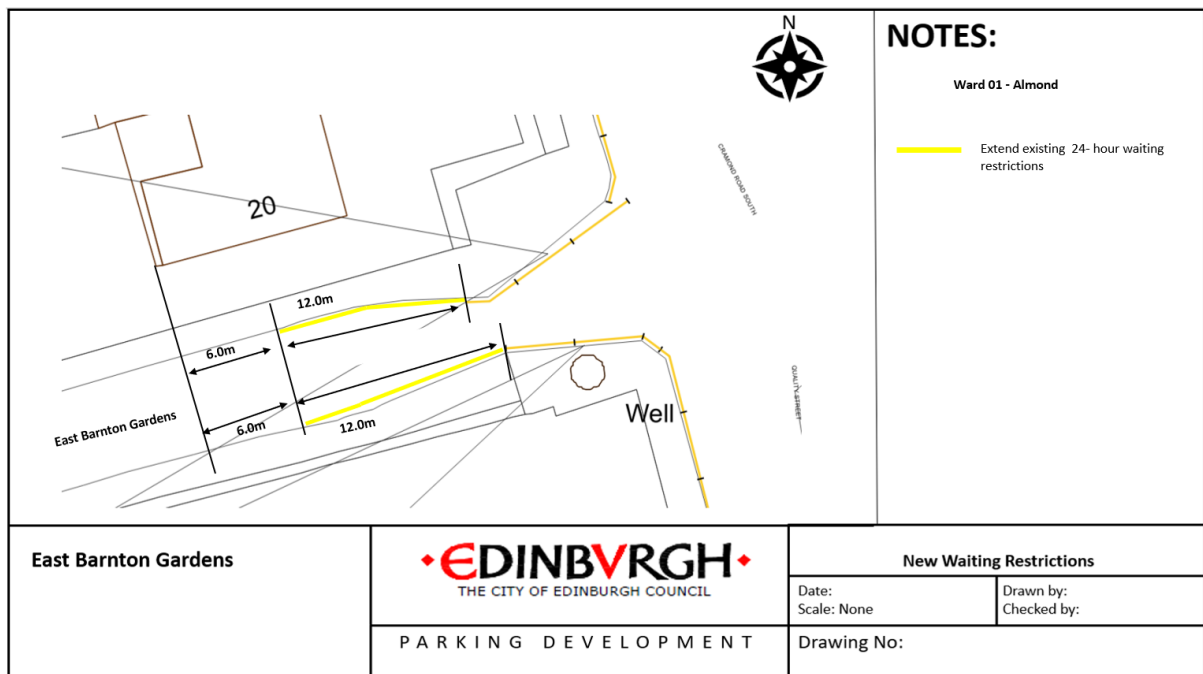 N
NOTES:
Ward 01 - Almond
Extend existing 24- hour waiting
restrictions
CRAMOND ROAD SOUTH
20
12.0m
6.0m
East Barnton Gardens
6.0m
12.0m
Well
QUALITY STREET
East Barnton Gardens
EDINBVRGH
THE CITY OF EDINBURGH COUNCIL
PARKING DEVELOPMENT
New Waiting Restrictions
Date:
Scale: None
Drawn by:
Checked by:
Drawing No: